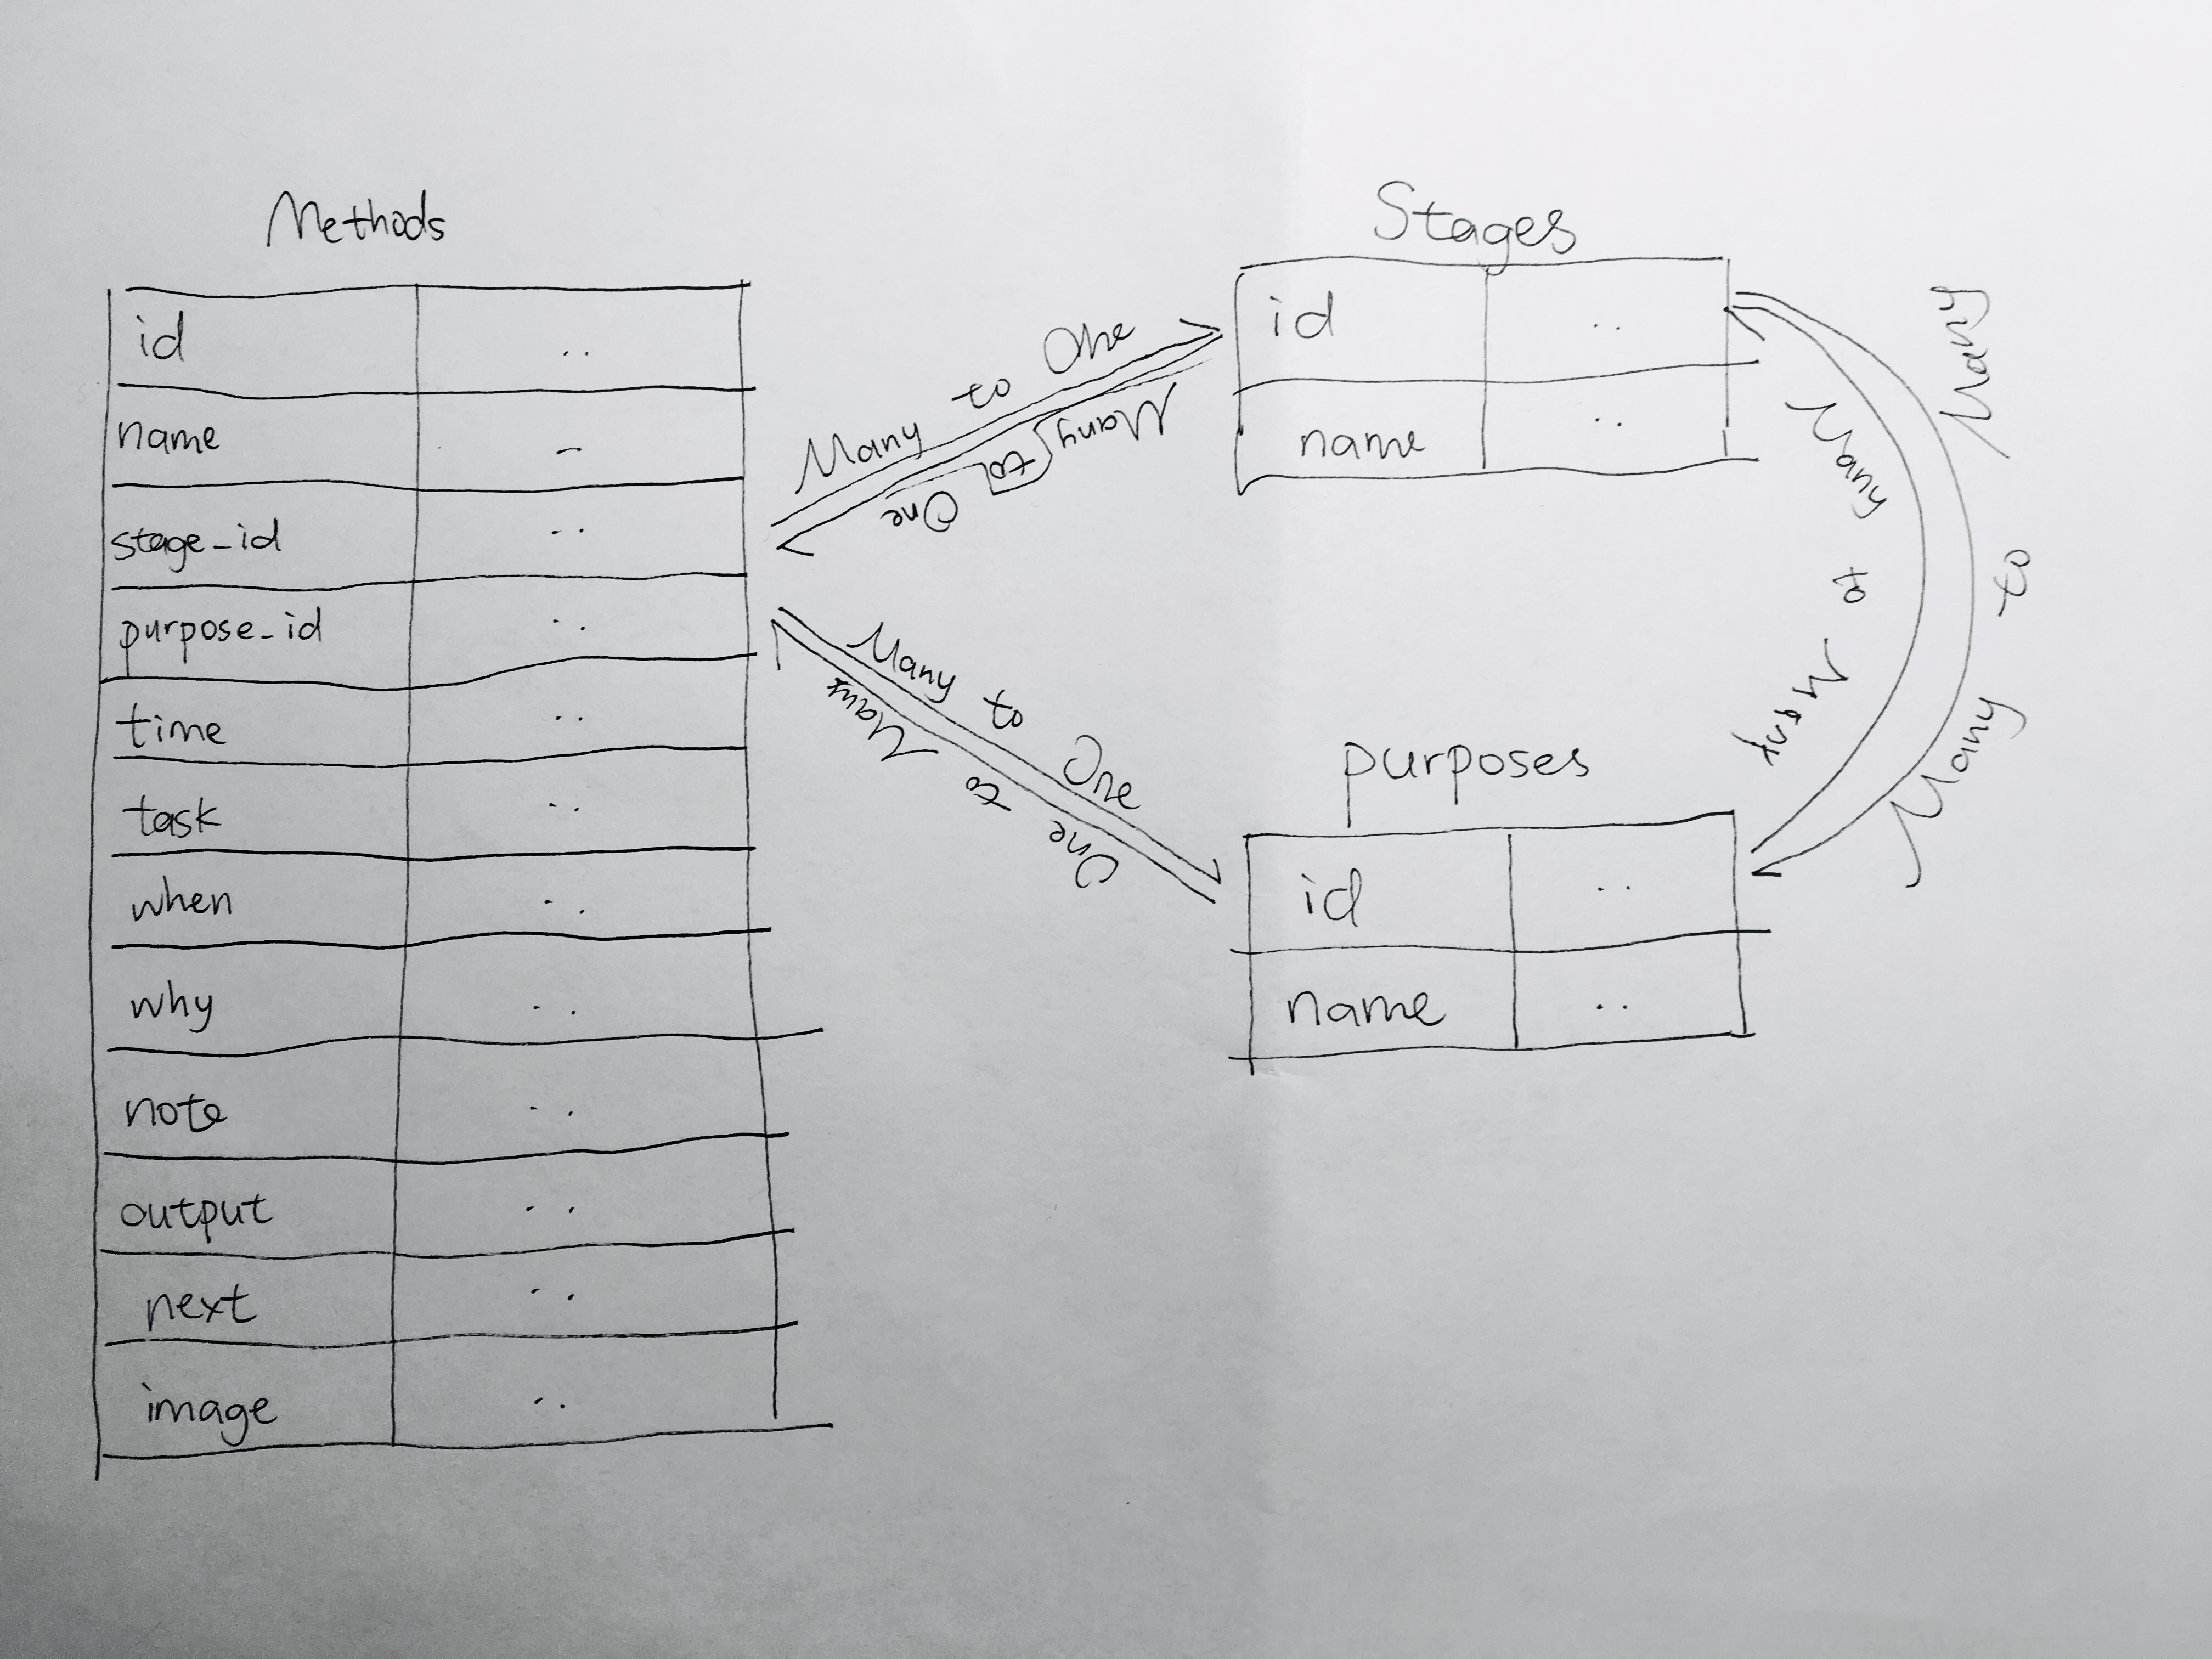 Methods
id
name
stage_id
purpose_id
time
task
when
why
note
output
next
image
Many to One
Many to One
Many to One
One to Many
Stages
id
name
purposes
id
name
Many to Many
Many to Many